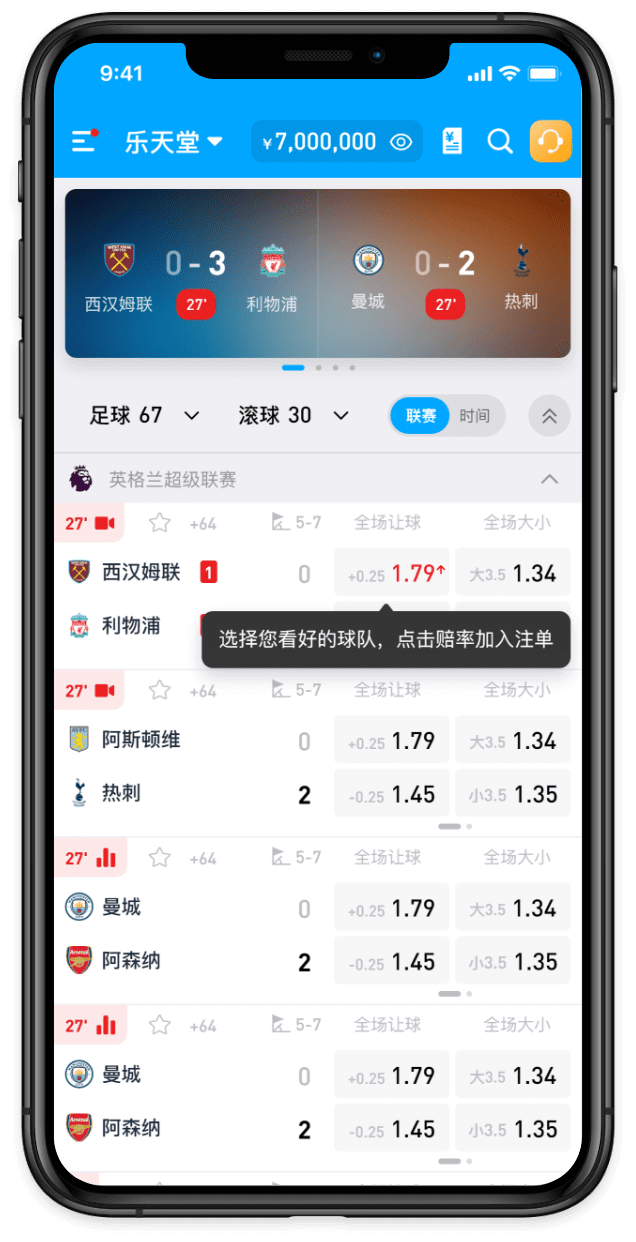 9:41
乐天堂 ¥7,000,000
0 - 3 0 - 2
西汉姆联 27' 利物浦 曼城 27' 热刺
足球 67 滚球 30 联赛 时间
英格兰超级联赛
27' +64 5-7 全场让球 全场大小
西汉姆联 1 0 +0.25 1.79↑ 大3.5 1.34
利物浦
选择您看好的球队，点击赔率加入注单
27' +64 5-7 全场让球 全场大小
阿斯顿维 0 +0.25 1.79 大3.5 1.34
热刺 2 -0.25 1.45 小3.5 1.35
27' +64 5-7 全场让球 全场大小
曼城 0 +0.25 1.79 大3.5 1.34
阿森纳 2 -0.25 1.45 小3.5 1.35
27' +64 5-7 全场让球 全场大小
曼城 0 +0.25 1.79 大3.5 1.34
阿森纳 2 -0.25 1.45 小3.5 1.35